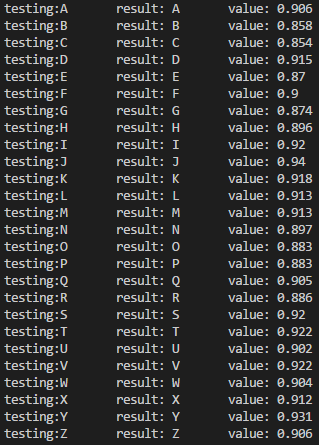 testing:A result: A value: 0.906
testing:B result: B value: 0.858
testing:C result: C value: 0.854
testing:D result: D value: 0.915
testing:E result: E value: 0.87
testing:F result: F value: 0.9
testing:G result: G value: 0.874
testing:H result: H value: 0.896
testing:I result: I value: 0.92
testing:J result: J value: 0.94
testing:K result: K value: 0.918
testing:L result: L value: 0.913
testing:M result: M value: 0.913
testing:N result: N value: 0.897
testing:O result: O value: 0.883
testing:P result: P value: 0.883
testing:Q result: Q value: 0.905
testing:R result: R value: 0.886
testing:S result: S value: 0.92
testing:T result: T value: 0.922
testing:U result: U value: 0.902
testing:V result: V value: 0.922
testing:W result: W value: 0.904
testing:X result: X value: 0.912
testing:Y result: Y value: 0.931
testing:Z result: Z value: 0.906